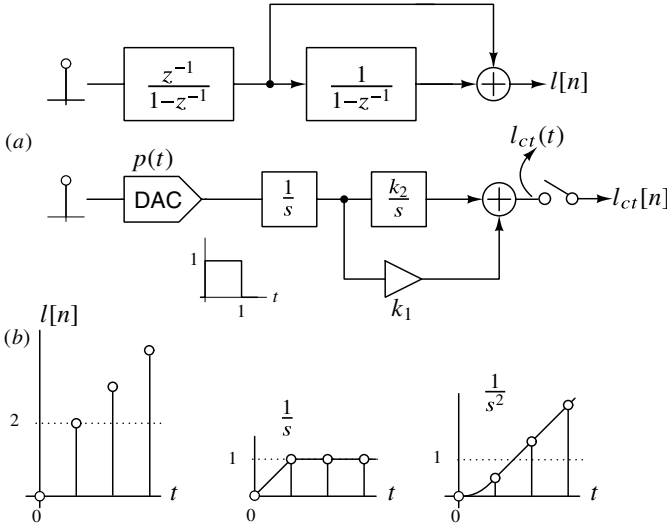 z⁻¹
1−z⁻¹
1
1−z⁻¹
l[n]
(a)
l_ct(t)
p(t)
DAC
1
s
k₂
s
l_ct[n]
k₁
1
t
1
(b)
l[n]
2
0
t
1
s
1
0
t
1
s²
1
0
t